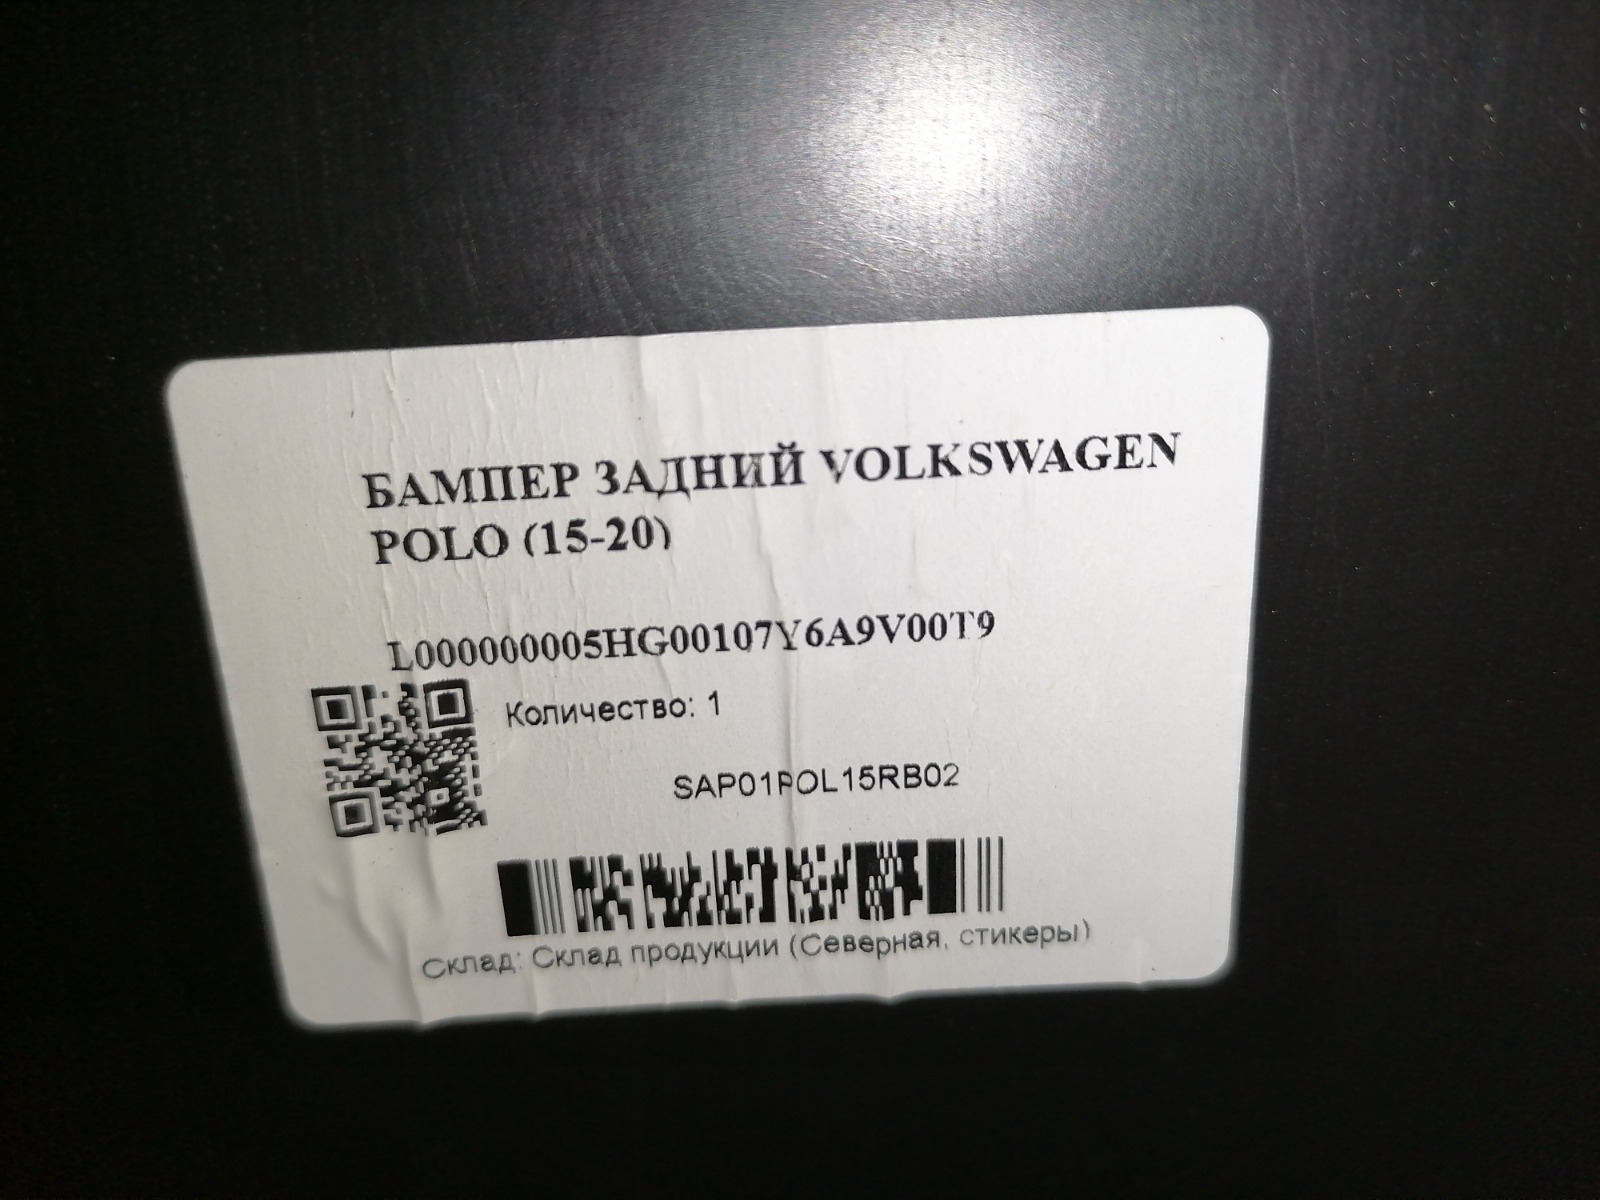 БАМПЕР ЗАДНИЙ VOLKSWAGEN
POLO (15-20)
L000000005HG00107Y6A9V00T9
Количество: 1
SAP01POL15RB02
Склад: Склад продукции (Северная, стикеры)